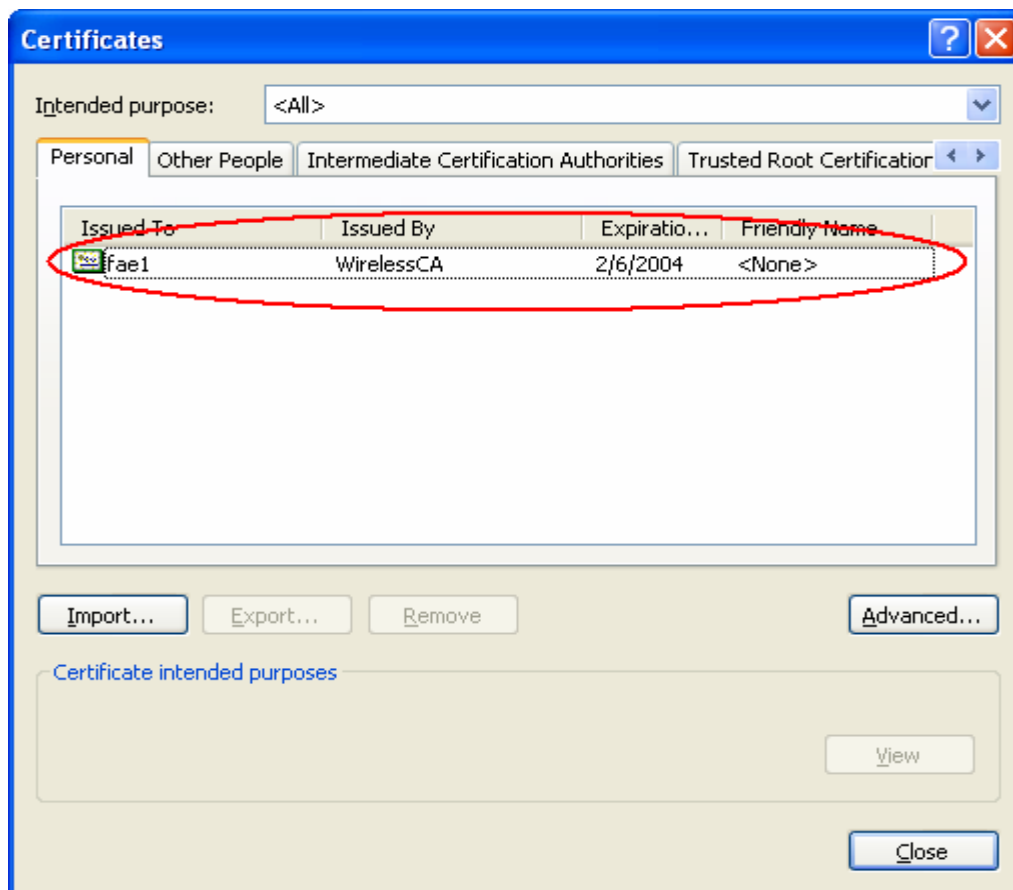 Certificates
Intended purpose: <All>
Personal Other People Intermediate Certification Authorities Trusted Root Certification
Issued To Issued By Expiratio... Friendly Name
fae1 WirelessCA 2/6/2004 <None>
Import... Export... Remove Advanced...
Certificate intended purposes
View
Close